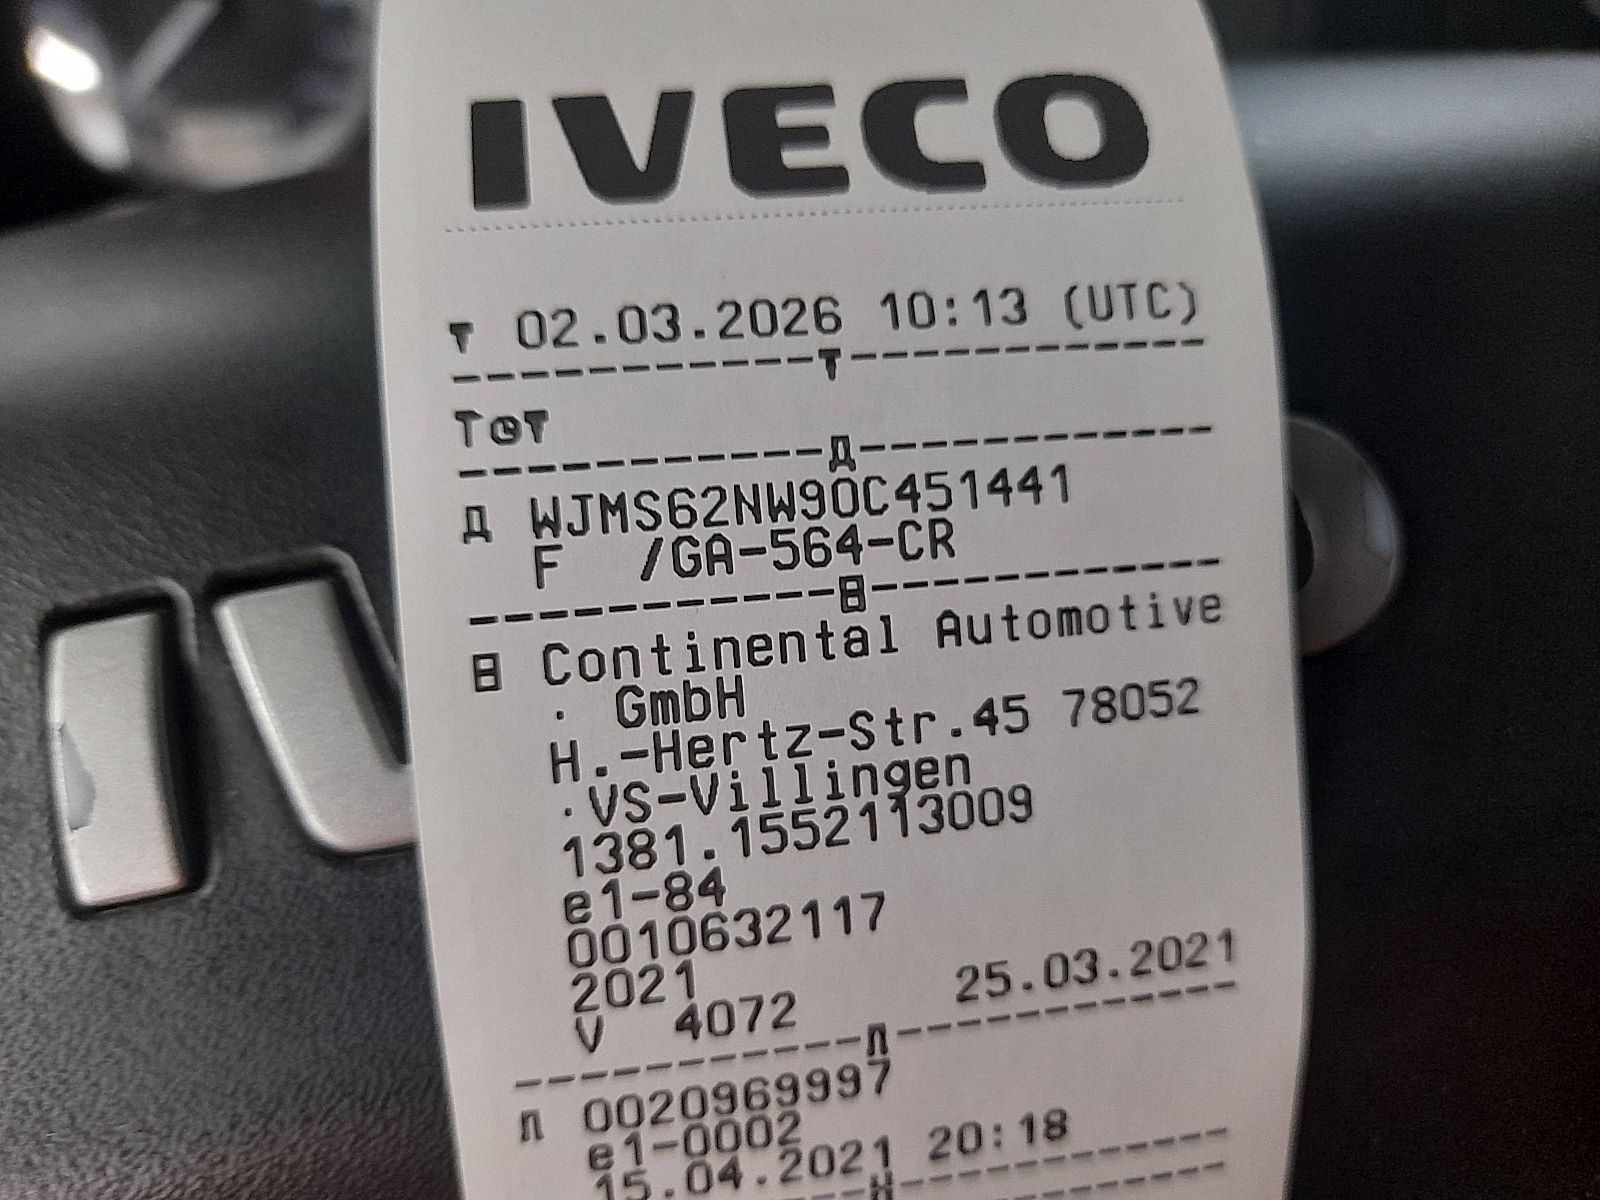 IVECO
02.03.2026 10:13 (UTC)
T
WJMS62NW90C451441
F /GA-564-CR
Continental Automotive
. GmbH
H.-Hertz-Str.45 78052
.VS-Villingen
1381.1552113009
e1-84
0010632117
2021
V 4072 25.03.2021
0020969997
e1-0002
15.04.2021 20:18
IV